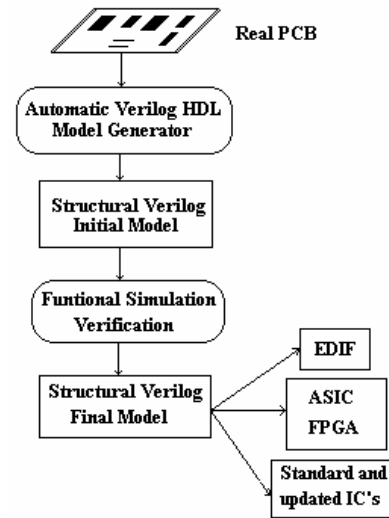 Real PCB
Automatic Verilog HDL
Model Generator
Structural Verilog
Initial Model
Funtional Simulation
Verification
Structural Verilog
Final Model
EDIF
ASIC
FPGA
Standard and
updated IC's